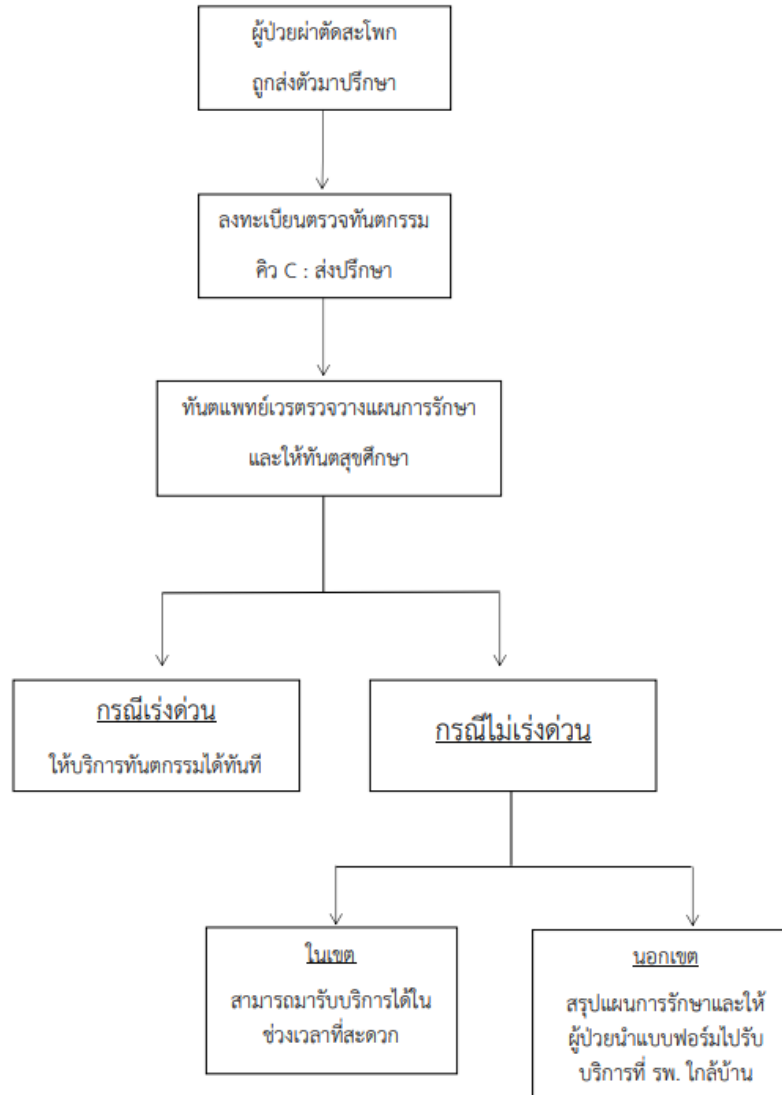 ผู้ป่วยผ่าตัดสะโพก
ถูกส่งตัวมาปรึกษา
ลงทะเบียนตรวจทันตกรรม
คิว C : ส่งปรึกษา
ทันตแพทย์เวรตรวจวางแผนการรักษา
และให้ทันตสุขศึกษา
กรณีเร่งด่วน
ให้บริการทันตกรรมได้ทันที
กรณีไม่เร่งด่วน
ในเขต
สามารถมารับบริการได้ใน
ช่วงเวลาที่สะดวก
นอกเขต
สรุปแผนการรักษาและให้
ผู้ป่วยนำแบบฟอร์มไปรับ
บริการที่ รพ. ใกล้บ้าน